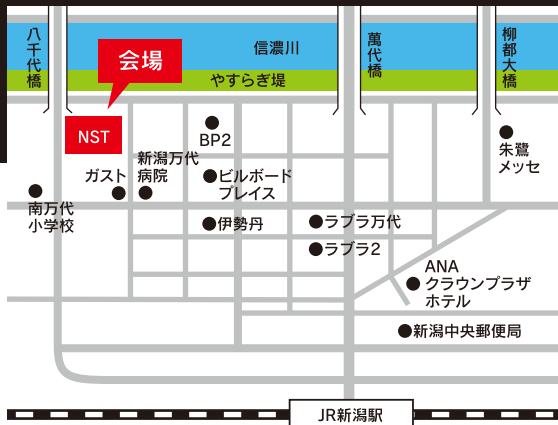 八千代橋
信濃川
萬代橋
柳都大橋
会場
やすらぎ堤
NST
BP2
朱鷺
メッセ
新潟万代
病院
ガスト
ビルボード
プレイス
南万代
小学校
伊勢丹
ラブラ万代
ラブラ2
ANA
クラウンプラザ
ホテル
新潟中央郵便局
JR新潟駅